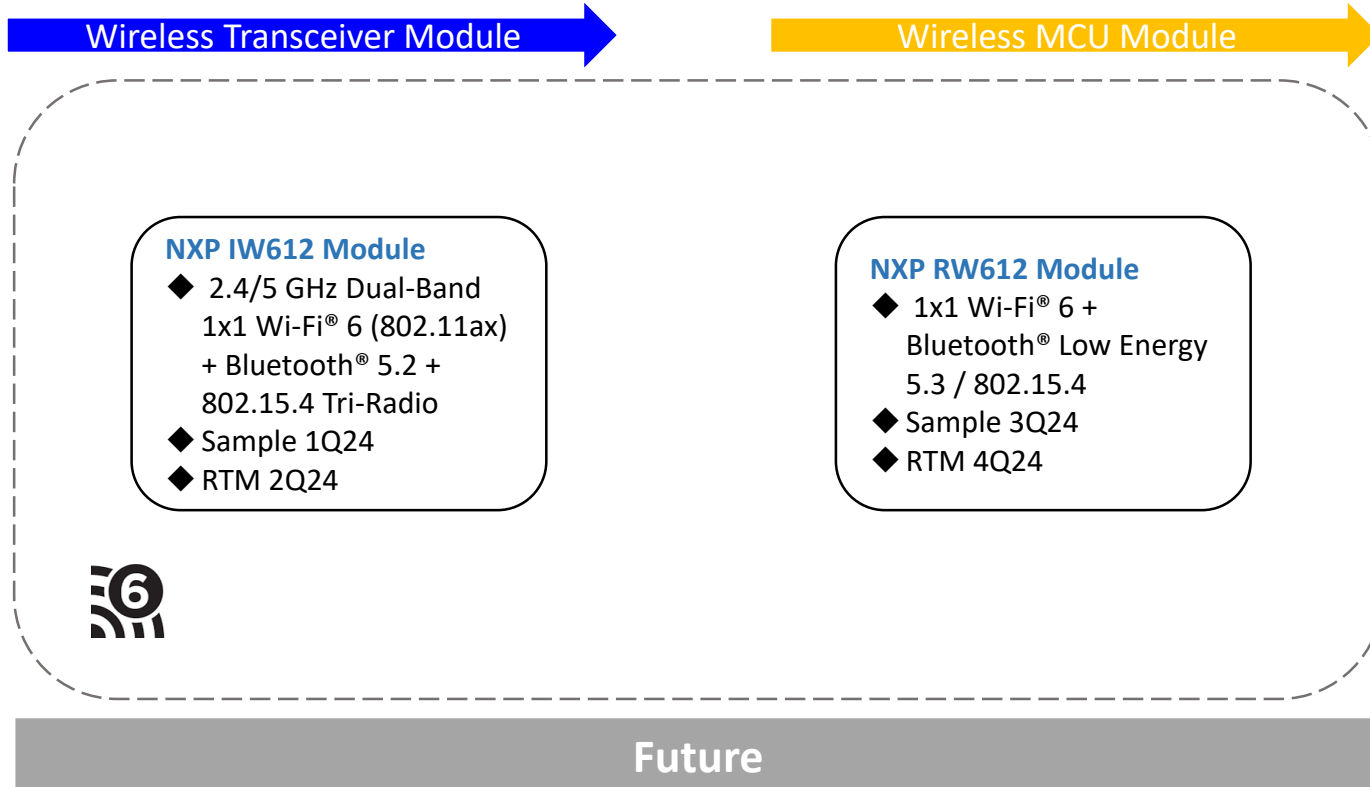 Wireless Transceiver Module
Wireless MCU Module
NXP IW612 Module
◆ 2.4/5 GHz Dual-Band
1x1 Wi-Fi® 6 (802.11ax)
+ Bluetooth® 5.2 +
802.15.4 Tri-Radio
◆ Sample 1Q24
◆ RTM 2Q24
NXP RW612 Module
◆ 1x1 Wi-Fi® 6 +
Bluetooth® Low Energy
5.3 / 802.15.4
◆ Sample 3Q24
◆ RTM 4Q24
6
Future